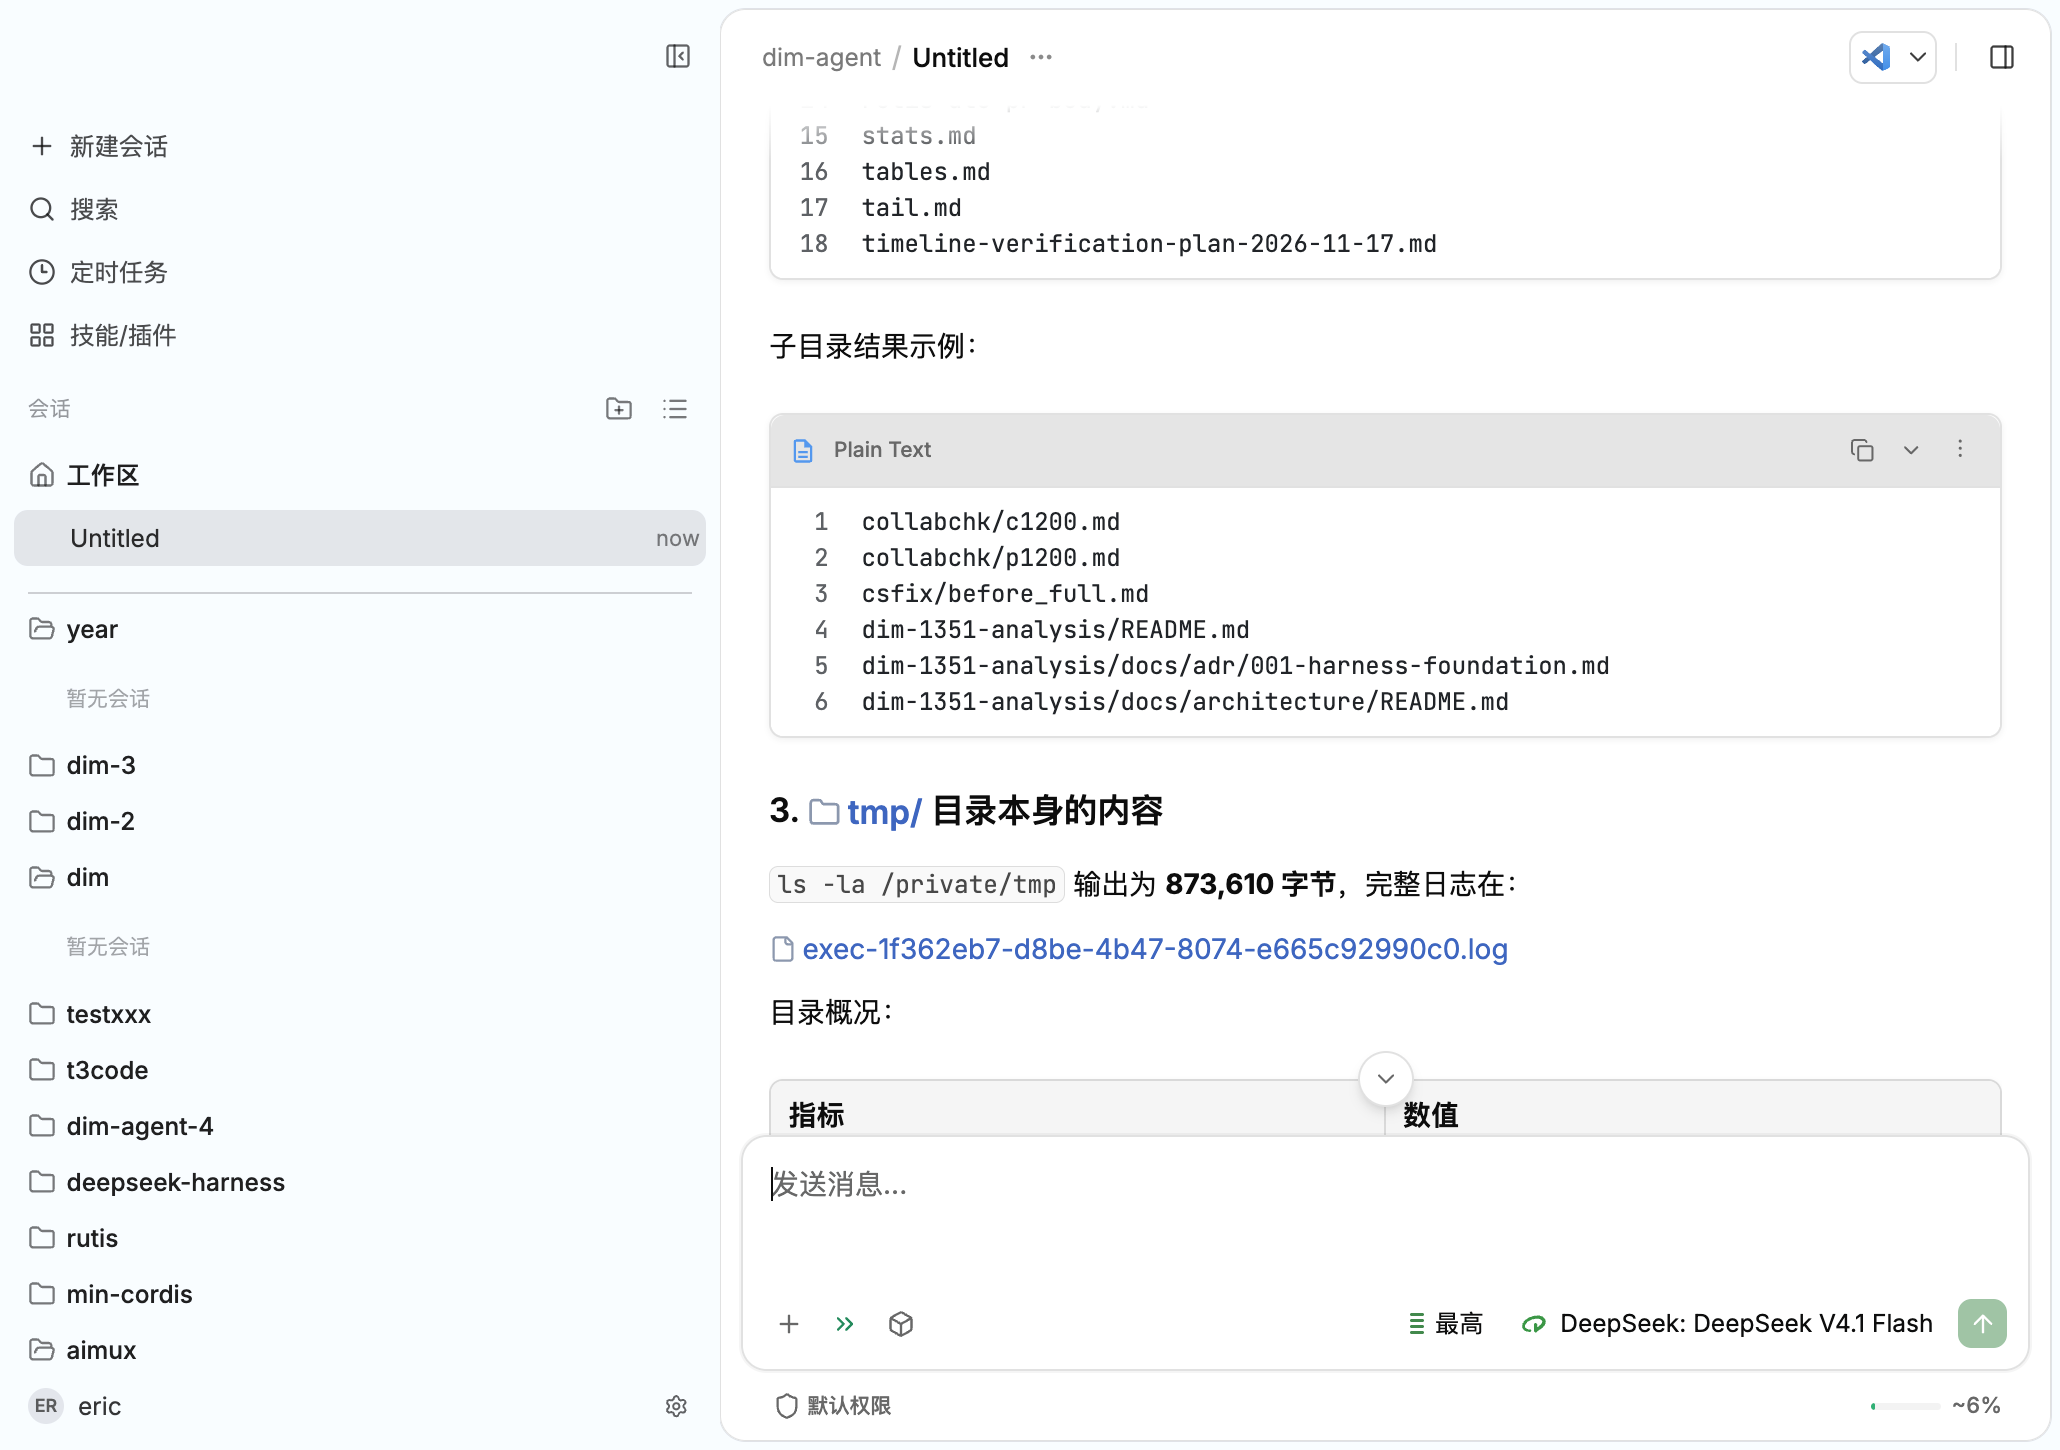 新建会话
搜索
定时任务
技能/插件
会话
工作区
Untitled now
year
暂无会话
dim-3
dim-2
dim
暂无会话
testxxx
t3code
dim-agent-4
deepseek-harness
rutis
min-cordis
aimux
ER eric
dim-agent / Untitled ···
15 stats.md
16 tables.md
17 tail.md
18 timeline-verification-plan-2026-11-17.md
子目录结果示例：
Plain Text
1 collabchk/c1200.md
2 collabchk/p1200.md
3 csfix/before_full.md
4 dim-1351-analysis/README.md
5 dim-1351-analysis/docs/adr/001-harness-foundation.md
6 dim-1351-analysis/docs/architecture/README.md
3. tmp/ 目录本身的内容
ls -la /private/tmp 输出为 873,610 字节，完整日志在：
exec-1f362eb7-d8be-4b47-8074-e665c92990c0.log
目录概况：
指标 数值
发送消息...
最高 DeepSeek: DeepSeek V4.1 Flash
默认权限 ~6%